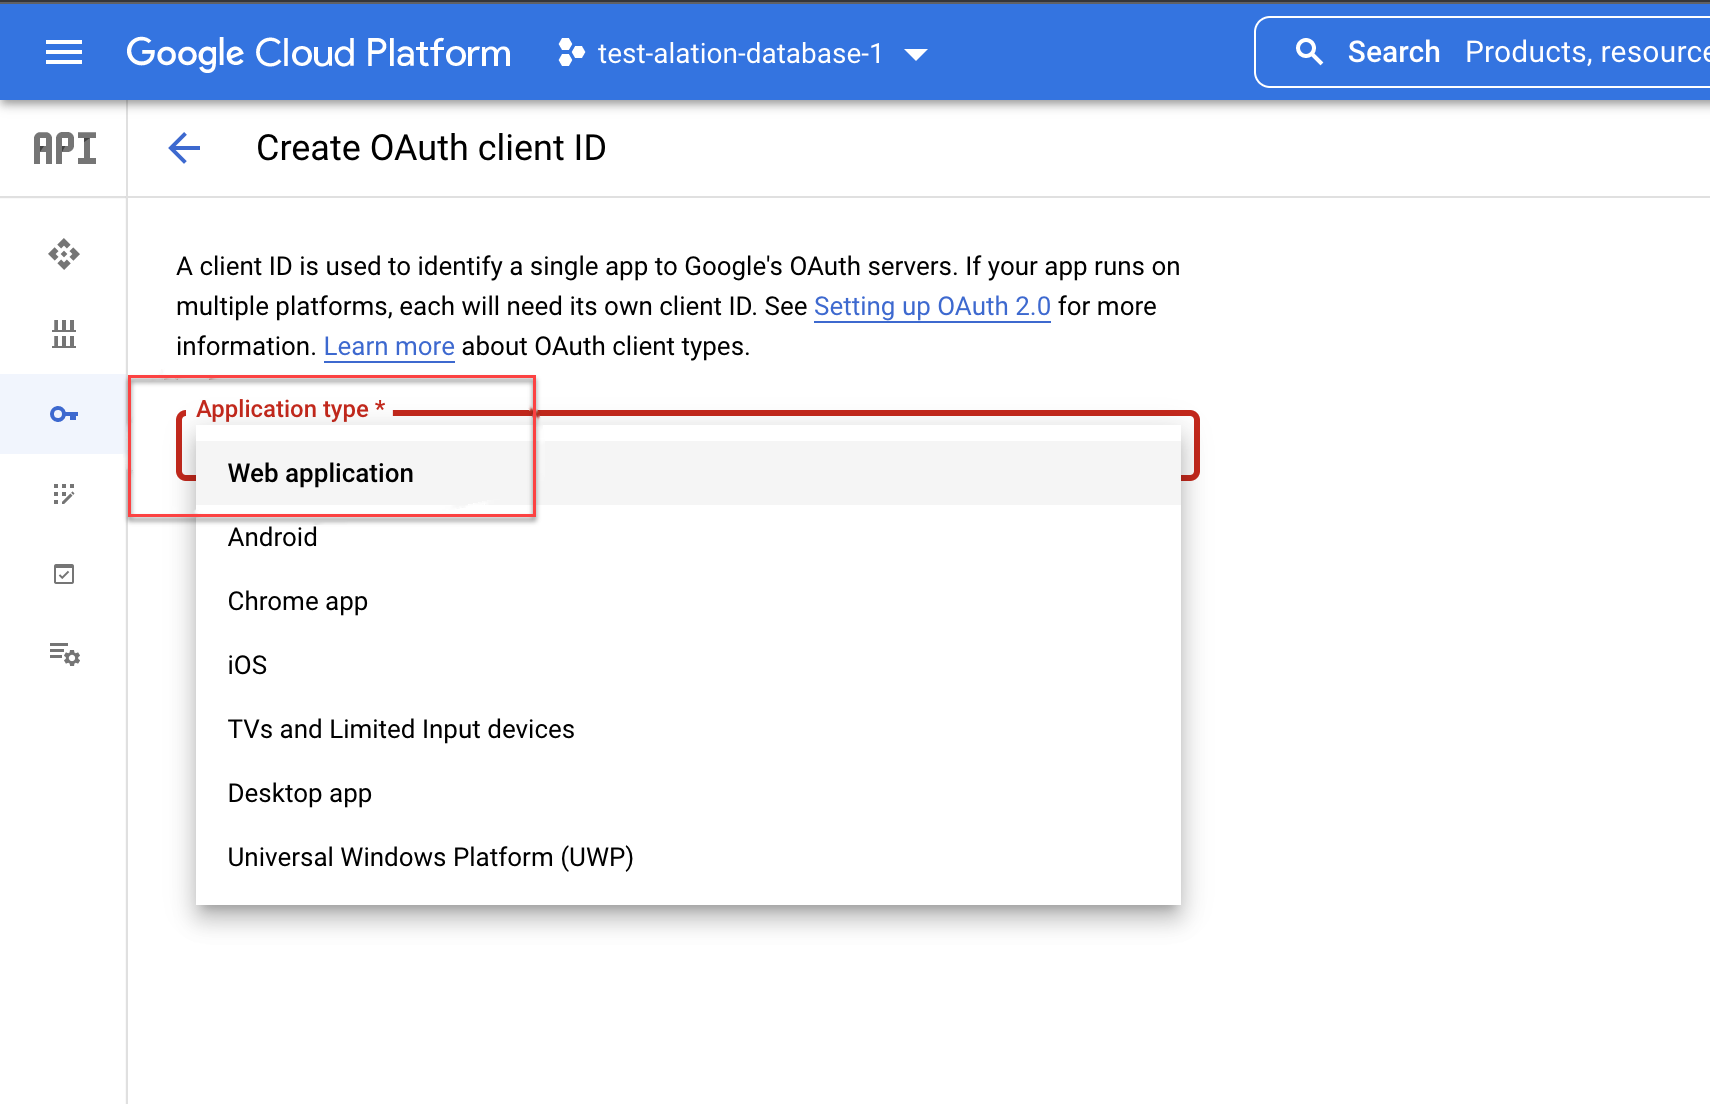 Google Cloud Platform
test-alation-database-1
Search Products, resource
API
Create OAuth client ID
A client ID is used to identify a single app to Google's OAuth servers. If your app runs on
multiple platforms, each will need its own client ID. See Setting up OAuth 2.0 for more
information. Learn more about OAuth client types.
Application type *
Web application
Android
Chrome app
iOS
TVs and Limited Input devices
Desktop app
Universal Windows Platform (UWP)